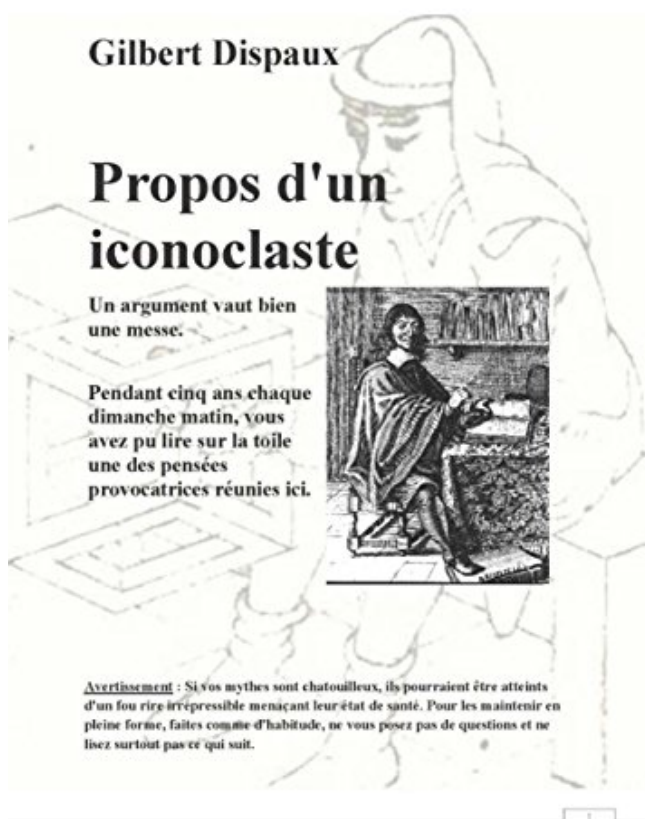 Gilbert Dispaux
Propos d'un
iconoclaste
Un argument vaut bien
une messe.
Pendant cinq ans chaque
dimanche matin, vous
avez pu lire sur la toile
une des pensées
provocatrices réunies ici.
Avertissement : Si vos mythes sont chatouilleux, ils pourraient être atteints
d'un fou rire irrépressible menaçant leur état de santé. Pour les maintenir en
pleine forme, faites comme d'habitude, ne vous posez pas de questions et ne
lisez surtout pas ce qui suit.